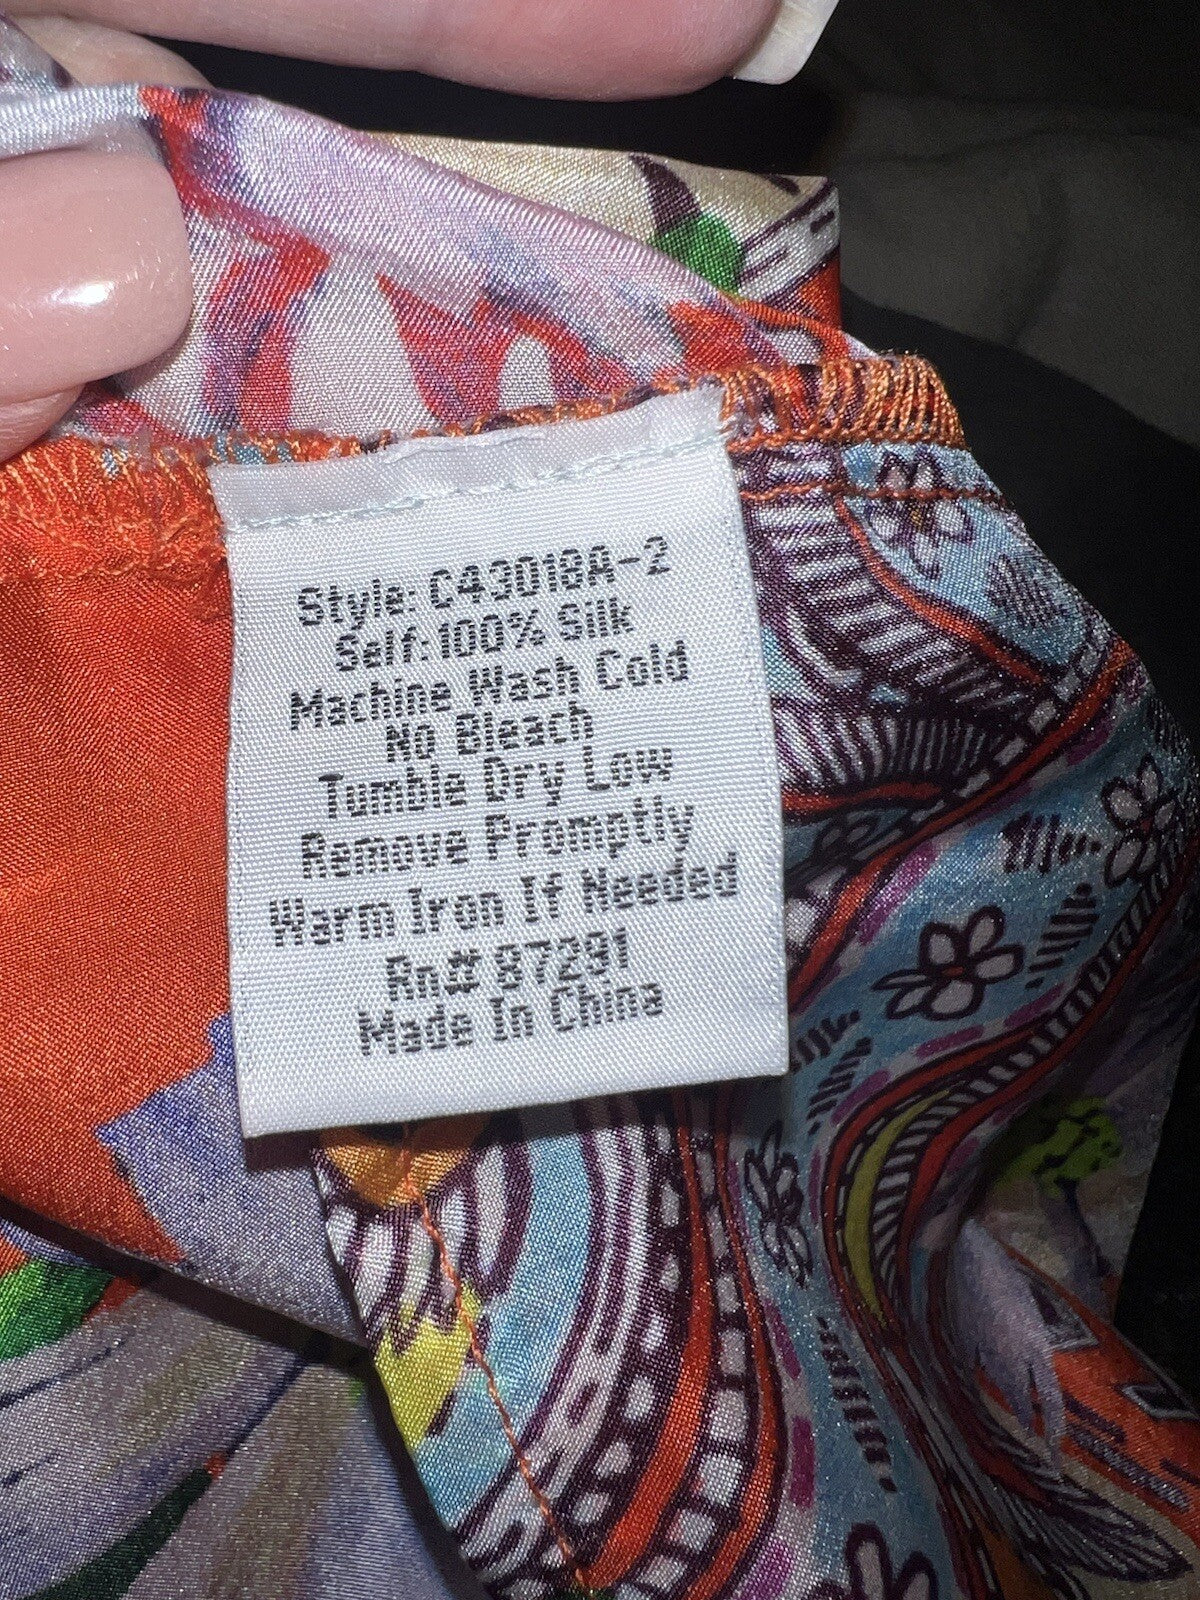 Style: C43018A-2
Self:100% Silk
Machine Wash Cold
No Bleach
Tumble Dry Low
Remove Promptly
Warm Iron If Needed
Rn# 87291
Made In China